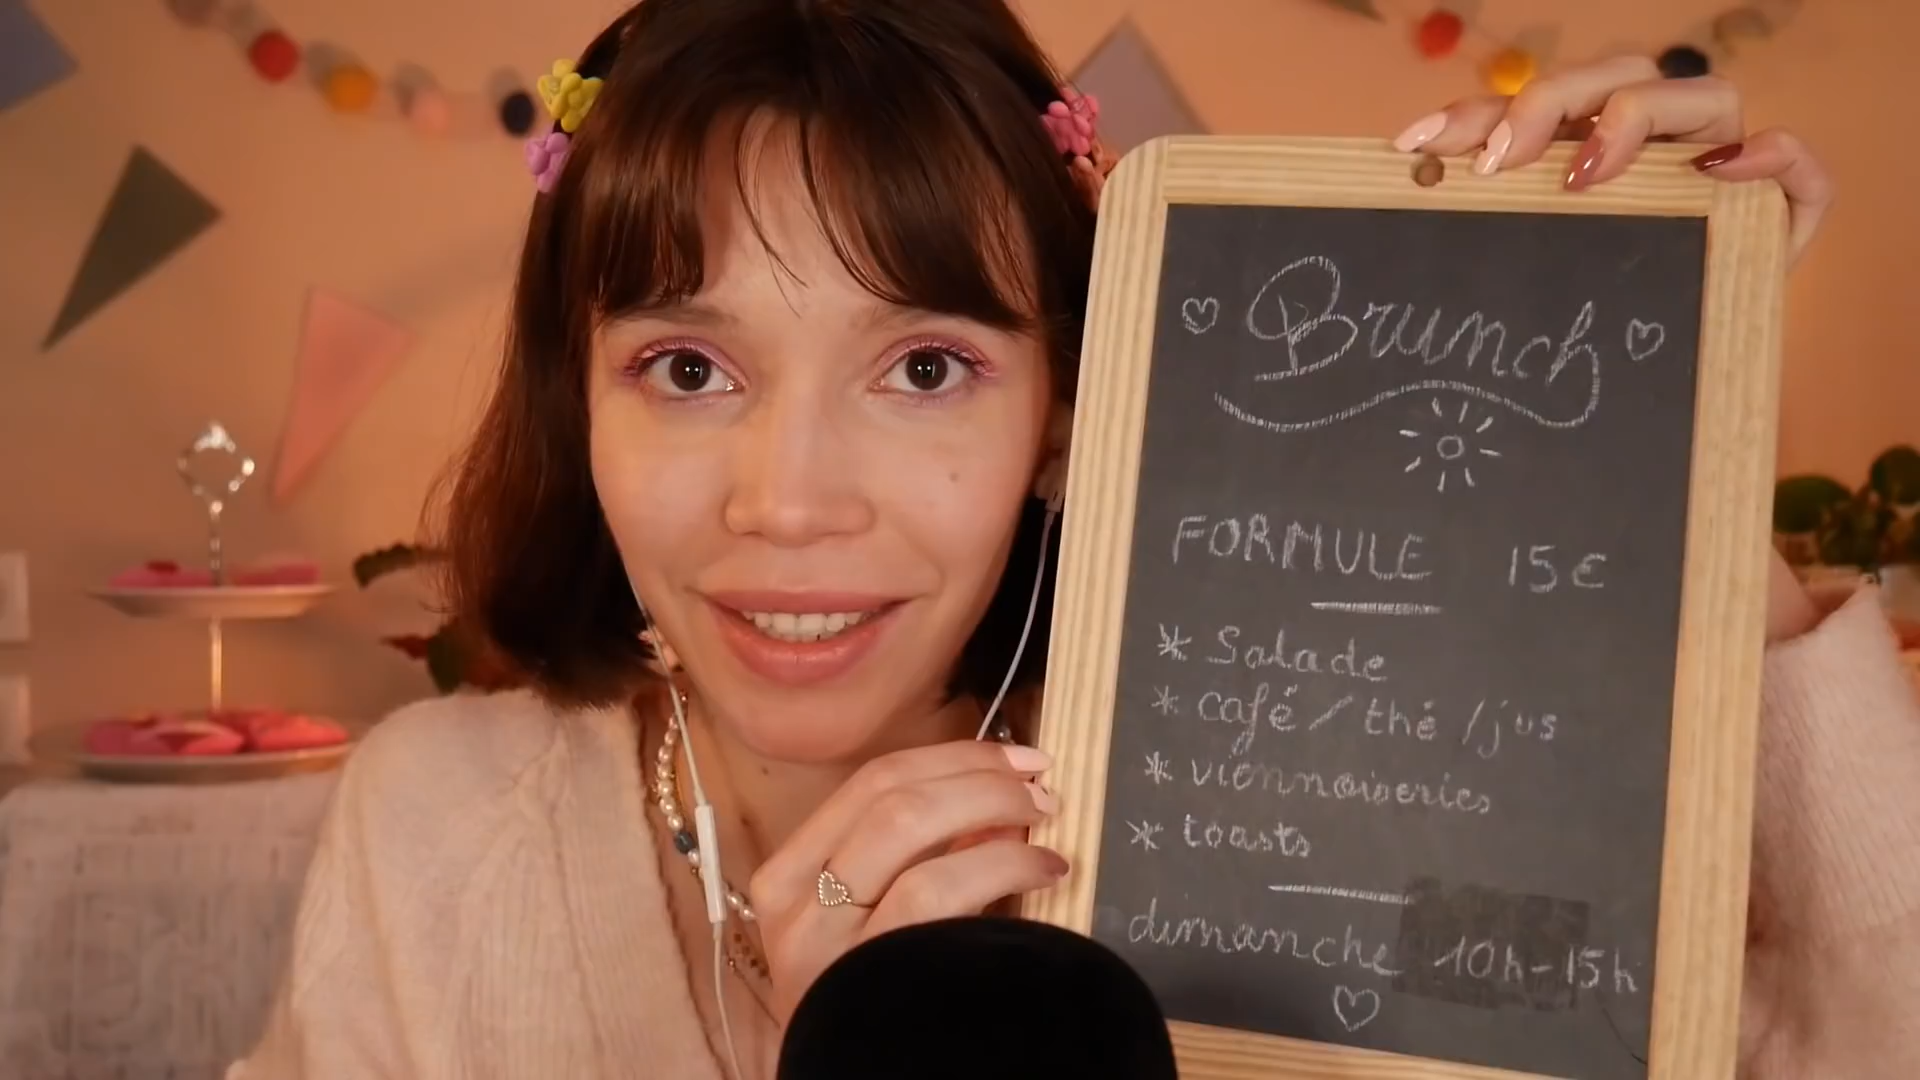 Brunch
FORMULE 15€
* Salade
* café / thé / jus
* viennoiseries
* toasts
dimanche 10h-15h